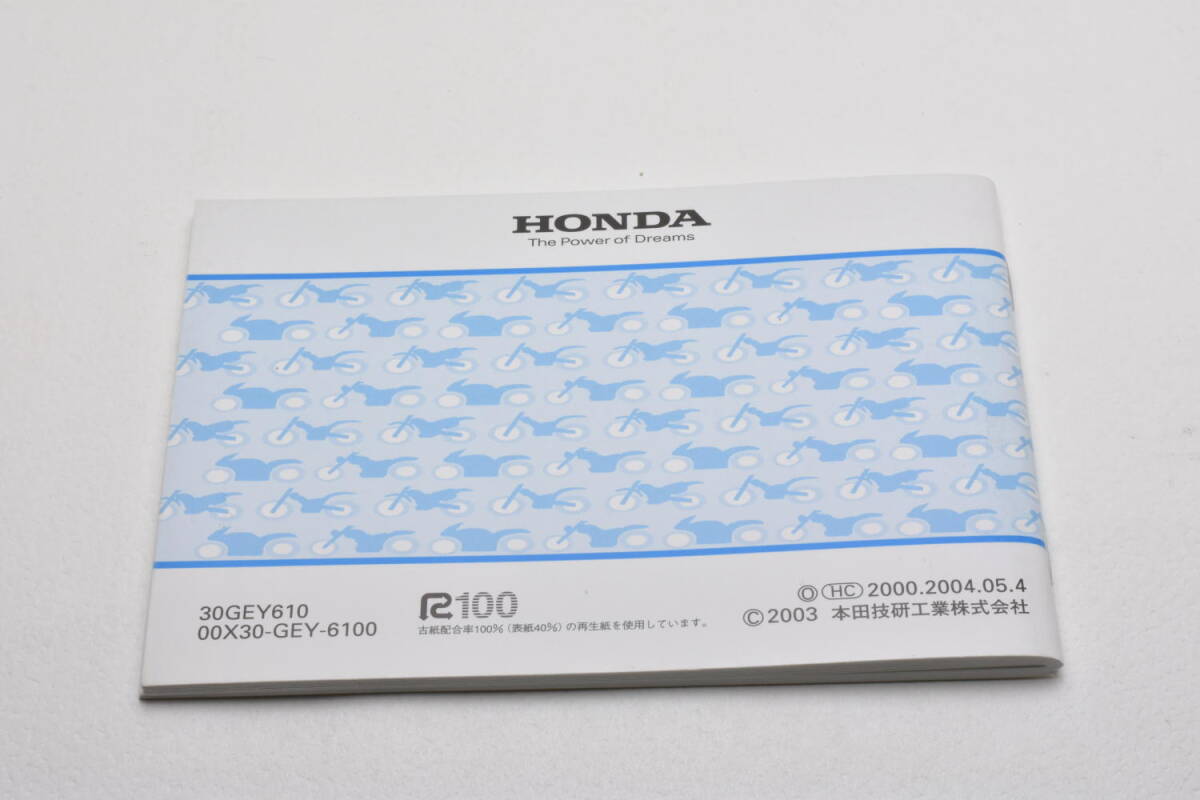 HONDA
The Power of Dreams
30GEY610
00X30-GEY-6100
R100
古紙配合率100%(表紙40%)の再生紙を使用しています。
Ⓞ HC 2000.2004.05.4
©2003 本田技研工業株式会社